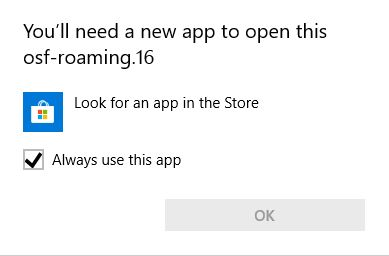 You’ll need a new app to open this
osf-roaming.16
Look for an app in the Store
Always use this app
OK